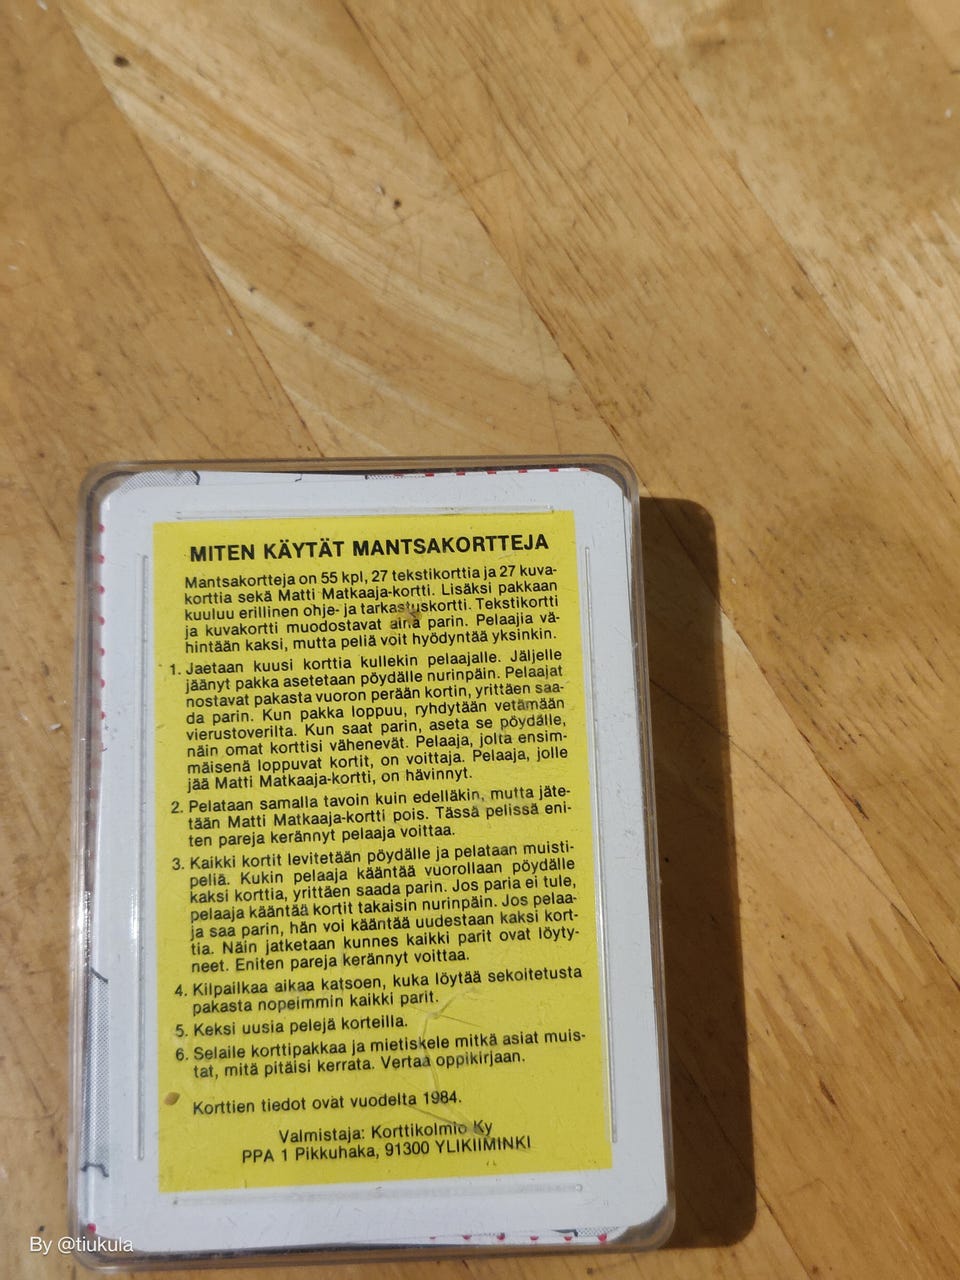 MITEN KÄYTÄT MANTSAKORTTEJA
Mantsakortteja on 55 kpl, 27 tekstikorttia ja 27 kuva-
korttia sekä Matti Matkaaja-kortti. Lisäksi pakkaan
kuuluu erillinen ohje- ja tarkastuskortti. Tekstikortti
ja kuvakortti muodostavat aina parin. Pelaajia vä-
hintään kaksi, mutta peliä voit hyödyntää yksinkin.
1. Jaetaan kuusi korttia kullekin pelaajalle. Jäljelle
jäänyt pakka asetetaan pöydälle nurinpäin. Pelaajat
nostavat pakasta vuoron perään kortin, yrittäen saa-
da parin. Kun pakka loppuu, ryhdytään vetämään
vierustoverilta. Kun saat parin, aseta se pöydälle,
näin omat korttisi vähenevät. Pelaaja, jolta ensim-
mäisenä loppuvat kortit, on voittaja. Pelaaja, jolle
jää Matti Matkaaja-kortti, on hävinnyt.
2. Pelataan samalla tavoin kuin edelläkin, mutta jäte-
tään Matti Matkaaja-kortti pois. Tässä pelissä eni-
ten pareja kerännyt pelaaja voittaa.
3. Kaikki kortit levitetään pöydälle ja pelataan muisti-
peliä. Kukin pelaaja kääntää vuorollaan pöydälle
kaksi korttia, yrittäen saada parin. Jos paria ei tule,
pelaaja kääntää kortit takaisin nurinpäin. Jos pelaa-
ja saa parin, hän voi kääntää uudestaan kaksi kort-
tia. Näin jatketaan kunnes kaikki parit ovat löyty-
neet. Eniten pareja kerännyt voittaa.
4. Kilpailkaa aikaa katsoen, kuka löytää sekoitetusta
pakasta nopeimmin kaikki parit.
5. Keksi uusia pelejä korteilla.
6. Selaile korttipakkaa ja mietiskele mitkä asiat muis-
tat, mitä pitäisi kerrata. Vertaa oppikirjaan.
Korttien tiedot ovat vuodelta 1984.
Valmistaja: Korttikolmio Ky
PPA 1 Pikkuhaka, 91300 YLIKIIMINKI
By @tiukula